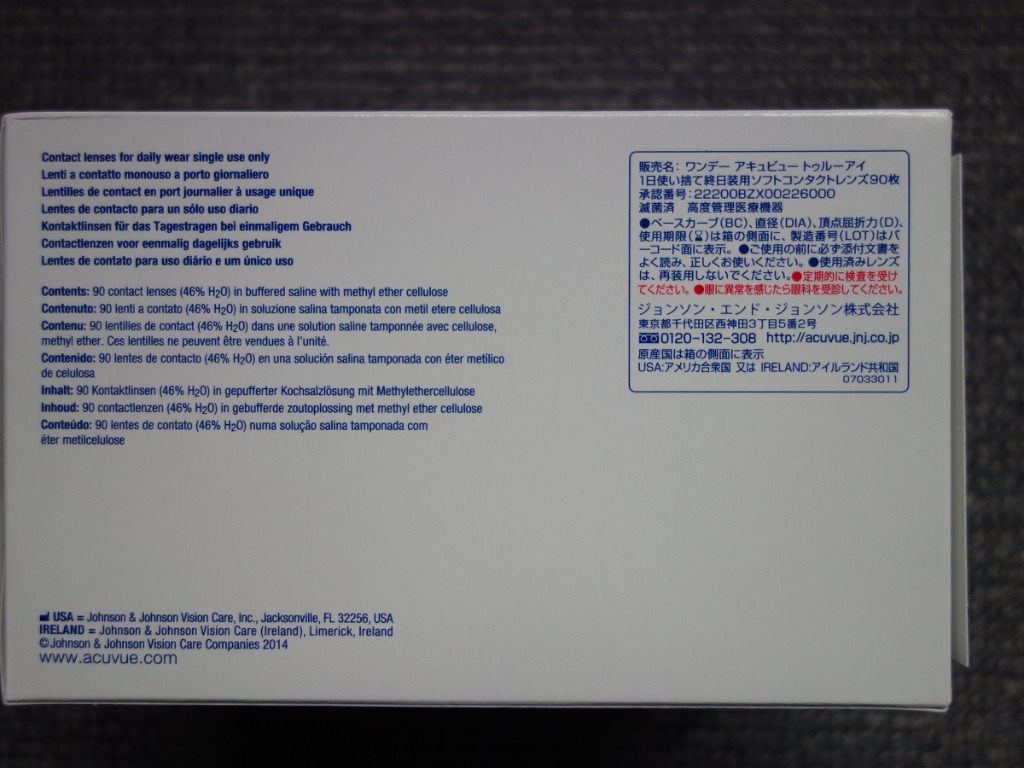 Contact lenses for daily wear single use only
Lenti a contatto monouso a porto giornaliero
Lentilles de contact en port journalier à usage unique
Lentes de contacto para un sólo uso diario
Kontaktlinsen für das Tagestragen bei einmaligem Gebrauch
Contactlenzen voor eenmalig dagelijks gebruik
Lentes de contato para uso diário e um único uso
Contents: 90 contact lenses (46% H2O) in buffered saline with methyl ether cellulose
Contenuto: 90 lenti a contatto (46% H2O) in soluzione salina tamponata con metil etere cellulosa
Contenu: 90 lentilles de contact (46% H2O) dans une solution saline tamponnée avec cellulose,
methyl ether. Ces lentilles ne peuvent être vendues à l'unité.
Contenido: 90 lentes de contacto (46% H2O) en una solución salina tamponada con éter metílico
de celulosa
Inhalt: 90 Kontaktlinsen (46% H2O) in gepufferter Kochsalzlösung mit Methylethercellulose
Inhoud: 90 contactlenzen (46% H2O) in gebufferde zoutoplossing met methyl ether cellulose
Conteúdo: 90 lentes de contato (46% H2O) numa solução salina tamponada com
éter metilcelulose
USA = Johnson & Johnson Vision Care, Inc., Jacksonville, FL 32256, USA
IRELAND = Johnson & Johnson Vision Care (Ireland), Limerick, Ireland
©Johnson & Johnson Vision Care Companies 2014
www.acuvue.com
販売名: ワンデー アキュビュー トゥルーアイ
1日使い捨て終日装用ソフトコンタクトレンズ90枚
承認番号:22200BZX00226000
滅菌済 高度管理医療機器
●ベースカーブ(BC)、直径(DIA)、頂点屈折力(D)、
使用期限(⌛)は箱の側面に、製造番号(LOT)はバ
ーコード面に表示。●ご使用の前に必ず添付文書を
よく読み、正しくお使いください。●使用済みレンズ
は、再装用しないでください。●定期的に検査を受け
てください。●眼に異常を感じたら眼科を受診してください。
ジョンソン・エンド・ジョンソン株式会社
東京都千代田区西神田3丁目5番2号
0120-132-308 http://acuvue.jnj.co.jp
原産国は箱の側面に表示
USA:アメリカ合衆国 又は IRELAND:アイルランド共和国
07033011